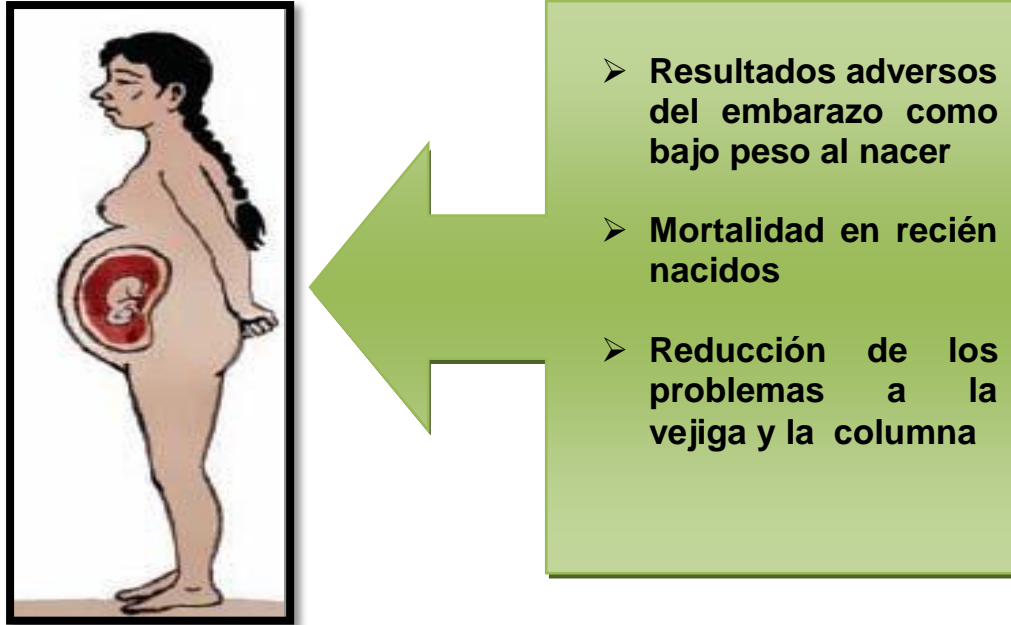 ➢ Resultados adversos
del embarazo como
bajo peso al nacer
➢ Mortalidad en recién
nacidos
➢ Reducción de los
problemas a la
vejiga y la columna